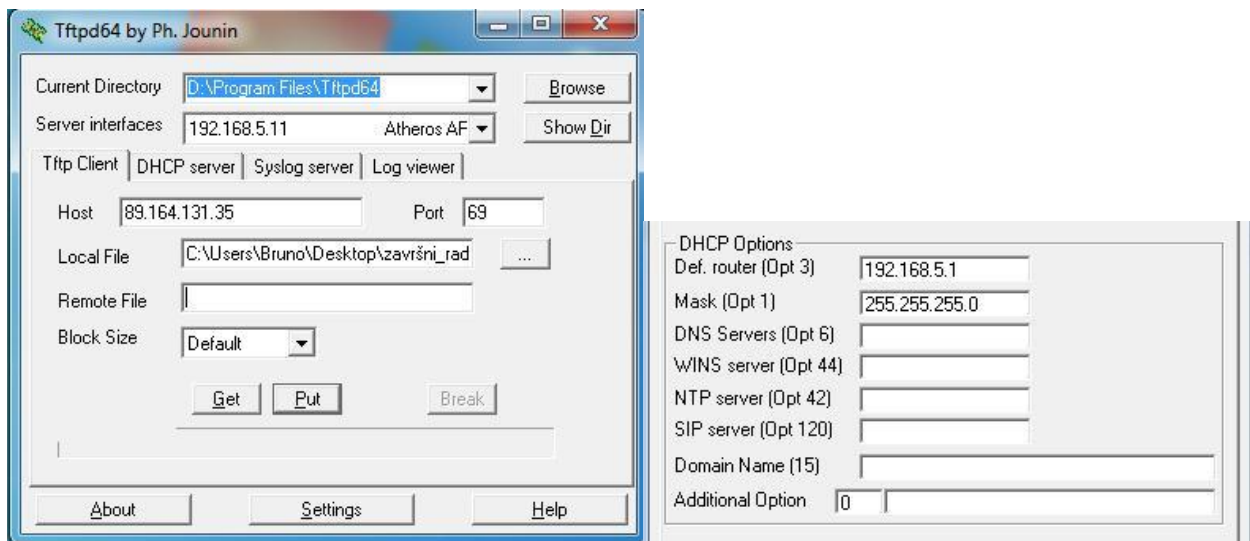 Tftpd64 by Ph. Jounin
Current Directory D:\Program Files\Tftpd64 Browse
Server interfaces 192.168.5.11 Atheros AF Show Dir
Tftp Client DHCP server Syslog server Log viewer
Host 89.164.131.35 Port 69
Local File C:\Users\Bruno\Desktop\završni_rad ...
Remote File
Block Size Default
Get Put Break
About Settings Help
DHCP Options
Def. router (Opt 3) 192.168.5.1
Mask (Opt 1) 255.255.255.0
DNS Servers (Opt 6)
WINS server (Opt 44)
NTP server (Opt 42)
SIP server (Opt 120)
Domain Name (15)
Additional Option 0